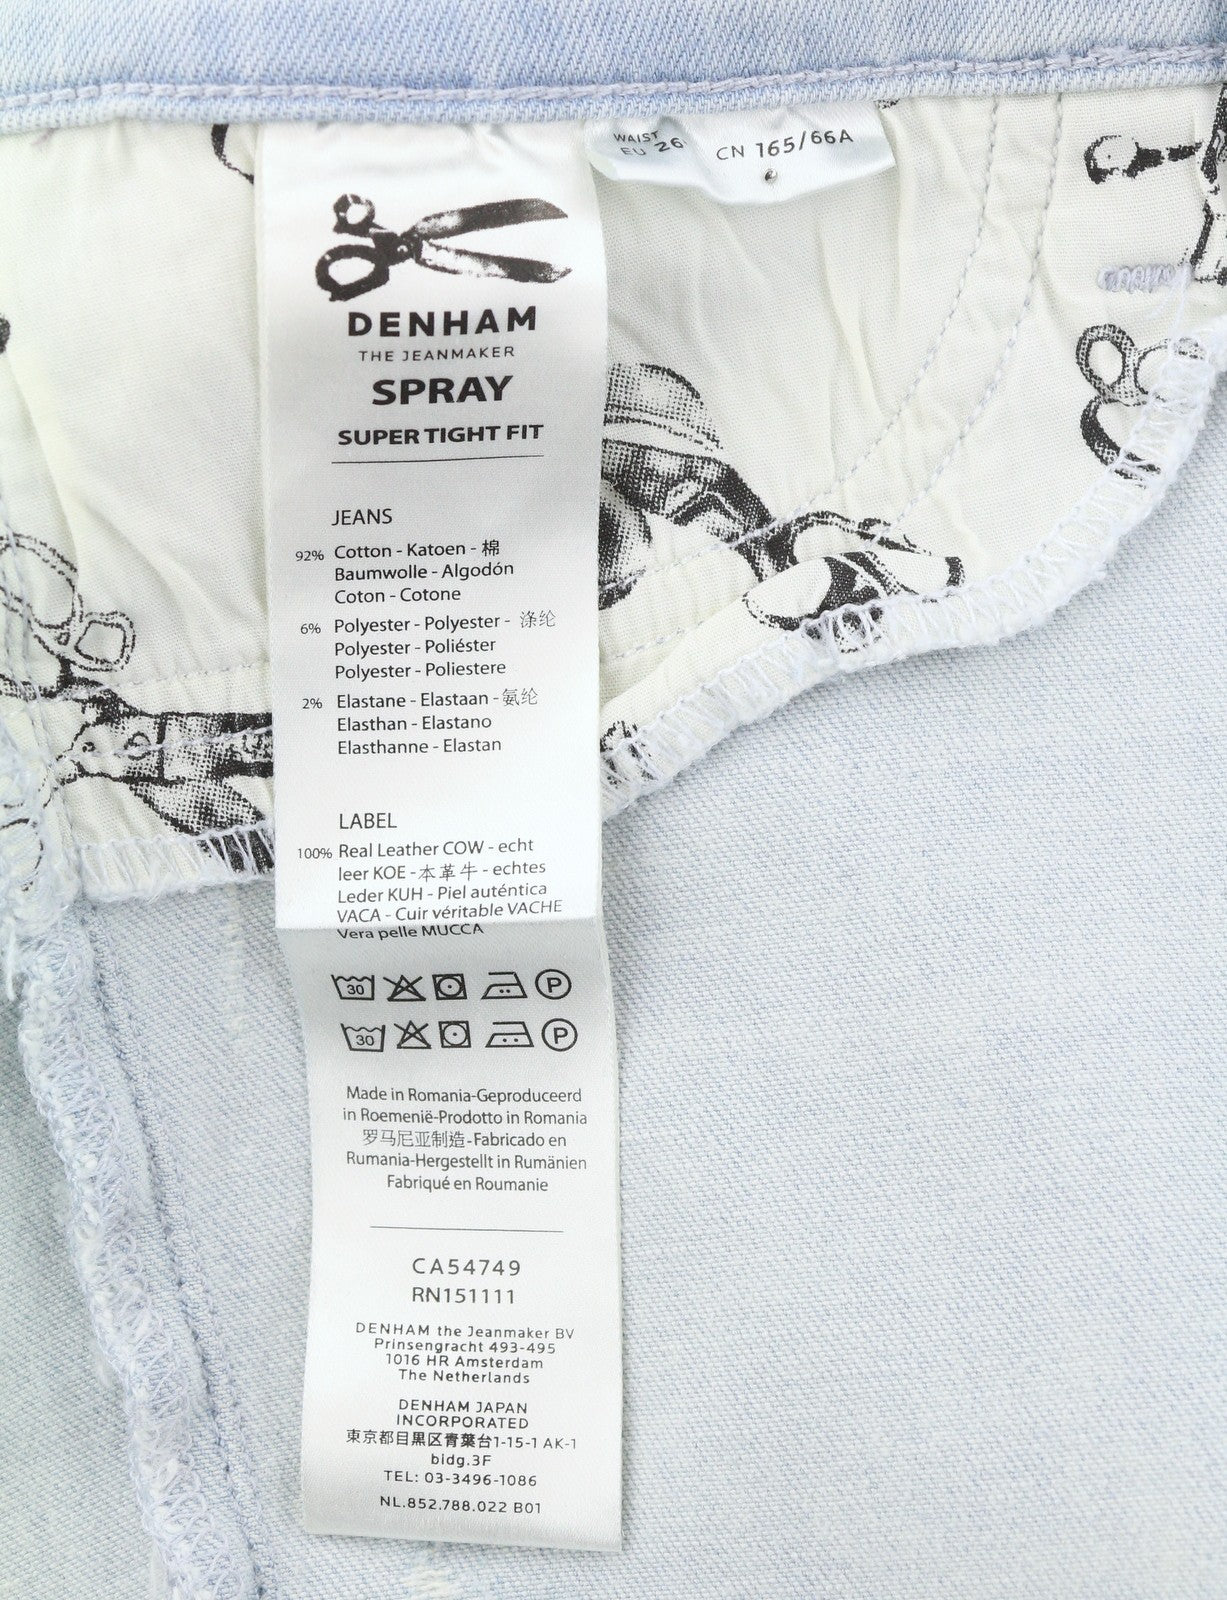 WAIST
EU 26 CN 165/66A
DENHAM
THE JEANMAKER
SPRAY
SUPER TIGHT FIT
JEANS
92% Cotton - Katoen - 棉
Baumwolle - Algodón
Coton - Cotone
6% Polyester - Polyester - 涤纶
Polyester - Poliéster
Polyester - Poliestere
2% Elastane - Elastaan - 氨纶
Elasthan - Elastano
Elasthanne - Elastan
LABEL
100% Real Leather COW - echt
leer KOE - 本革牛 - echtes
Leder KUH - Piel auténtica
VACA - Cuir véritable VACHE
Vera pelle MUCCA
30 P
30 P
Made in Romania-Geproduceerd
in Roemenië-Prodotto in Romania
罗马尼亚制造-Fabricado en
Rumania-Hergestellt in Rumänien
Fabriqué en Roumanie
CA54749
RN151111
DENHAM the Jeanmaker BV
Prinsengracht 493-495
1016 HR Amsterdam
The Netherlands
DENHAM JAPAN
INCORPORATED
東京都目黒区青葉台1-15-1 AK-1
bidg.3F
TEL: 03-3496-1086
NL.852.788.022 B01